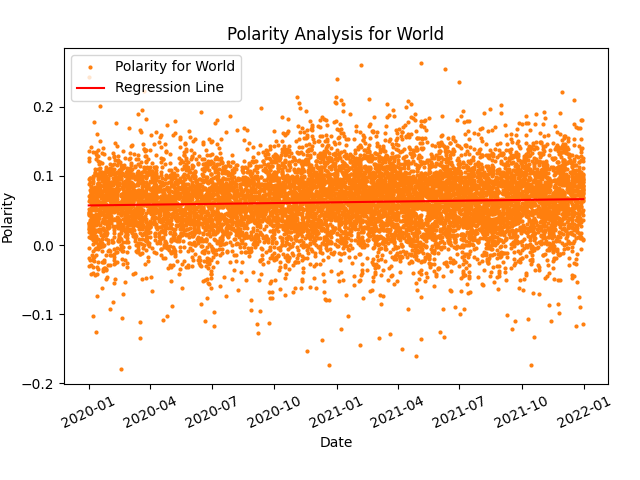 Polarity Analysis for World
Polarity for World
Regression Line
0.2
0.1
0.0
−0.1
−0.2
Polarity
2020-01
2020-04
2020-07
2020-10
2021-01
2021-04
2021-07
2021-10
2022-01
Date